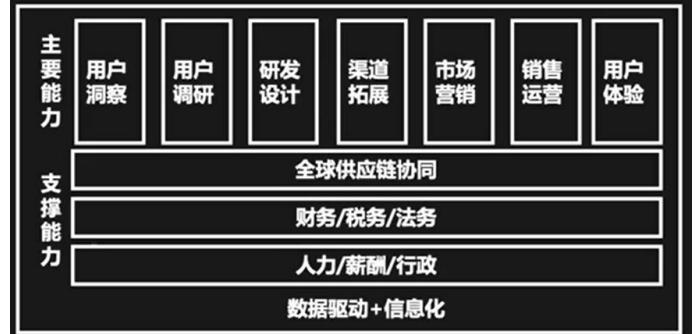 主要能力
用户
洞察
用户
调研
研发
设计
渠道
拓展
市场
营销
销售
运营
用户
体验
支撑能力
全球供应链协同
财务/税务/法务
人力/薪酬/行政
数据驱动+信息化